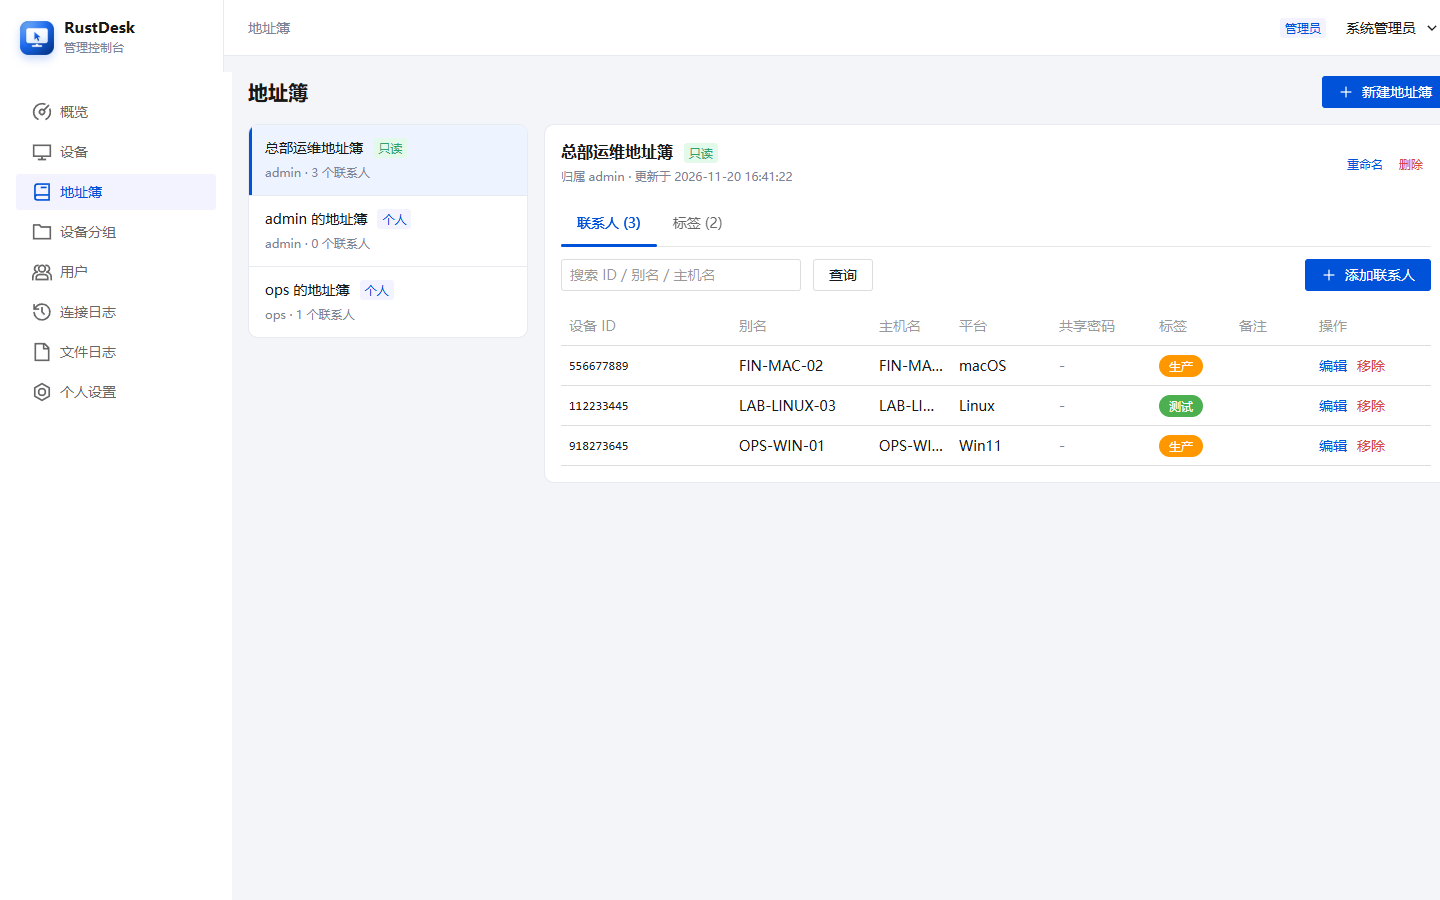 RustDesk
管理控制台
地址簿
管理员 系统管理员
概览
设备
地址簿
设备分组
用户
连接日志
文件日志
个人设置
地址簿
新建地址簿
总部运维地址簿 只读
admin · 3 个联系人
admin 的地址簿 个人
admin · 0 个联系人
ops 的地址簿 个人
ops · 1 个联系人
总部运维地址簿 只读
归属 admin · 更新于 2026-11-20 16:41:22
重命名 删除
联系人 (3) 标签 (2)
搜索 ID / 别名 / 主机名 查询 添加联系人
设备 ID 别名 主机名 平台 共享密码 标签 备注 操作
556677889 FIN-MAC-02 FIN-MA... macOS - 生产 编辑 移除
112233445 LAB-LINUX-03 LAB-LI... Linux - 测试 编辑 移除
918273645 OPS-WIN-01 OPS-WI... Win11 - 生产 编辑 移除